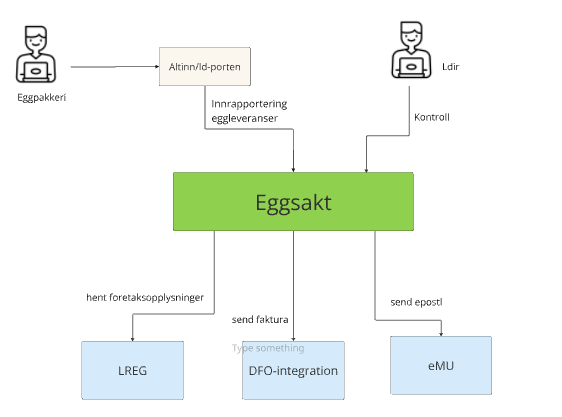 Eggpakkeri
Altinn/Id-porten
Ldir
Innrapportering
eggleveranser
Kontroll
Eggsakt
hent foretaksopplysninger
send faktura
send epostl
Type something
LREG
DFO-integration
eMU